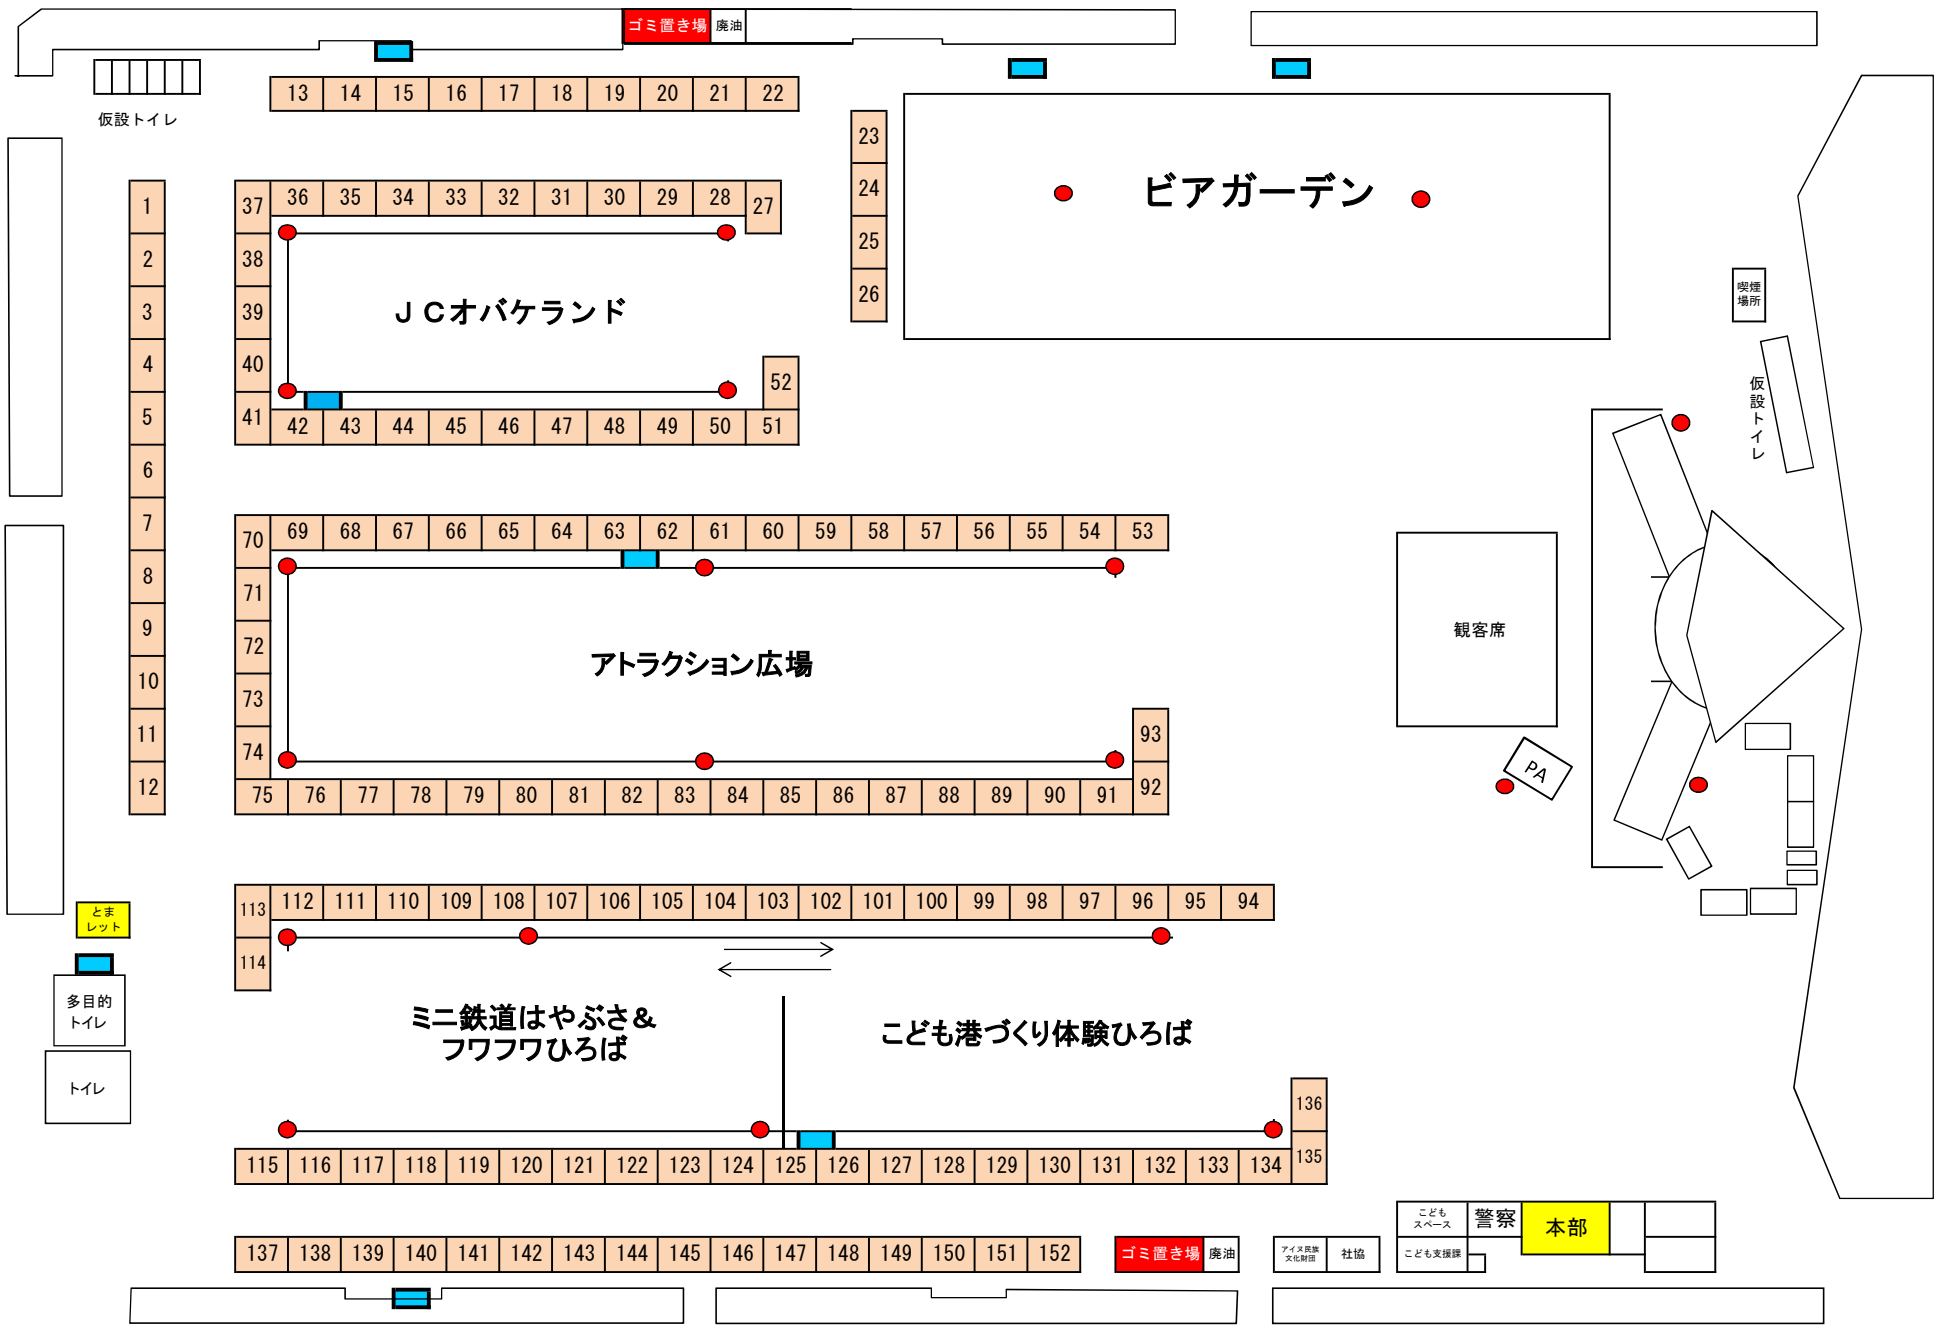 ゴミ置き場 廃油
仮設トイレ
13 14 15 16 17 18 19 20 21 22
23
24
25
26
ビアガーデン
1
2
3
4
5
6
7
8
9
10
11
12
37 36 35 34 33 32 31 30 29 28 27
38
39
40
41
JCオバケランド
52
42 43 44 45 46 47 48 49 50 51
喫煙
場所
仮設トイレ
70 69 68 67 66 65 64 63 62 61 60 59 58 57 56 55 54 53
71
72
73
74
アトラクション広場
93
92
75 76 77 78 79 80 81 82 83 84 85 86 87 88 89 90 91
観客席
PA
113 112 111 110 109 108 107 106 105 104 103 102 101 100 99 98 97 96 95 94
114
とま
レット
多目的
トイレ
トイレ
ミニ鉄道はやぶさ&
フワフワひろば
こども港づくり体験ひろば
136
135
115 116 117 118 119 120 121 122 123 124 125 126 127 128 129 130 131 132 133 134
137 138 139 140 141 142 143 144 145 146 147 148 149 150 151 152
ゴミ置き場 廃油
アイヌ民族
文化財団
社協
こども
スペース
警察
本部
こども支援課